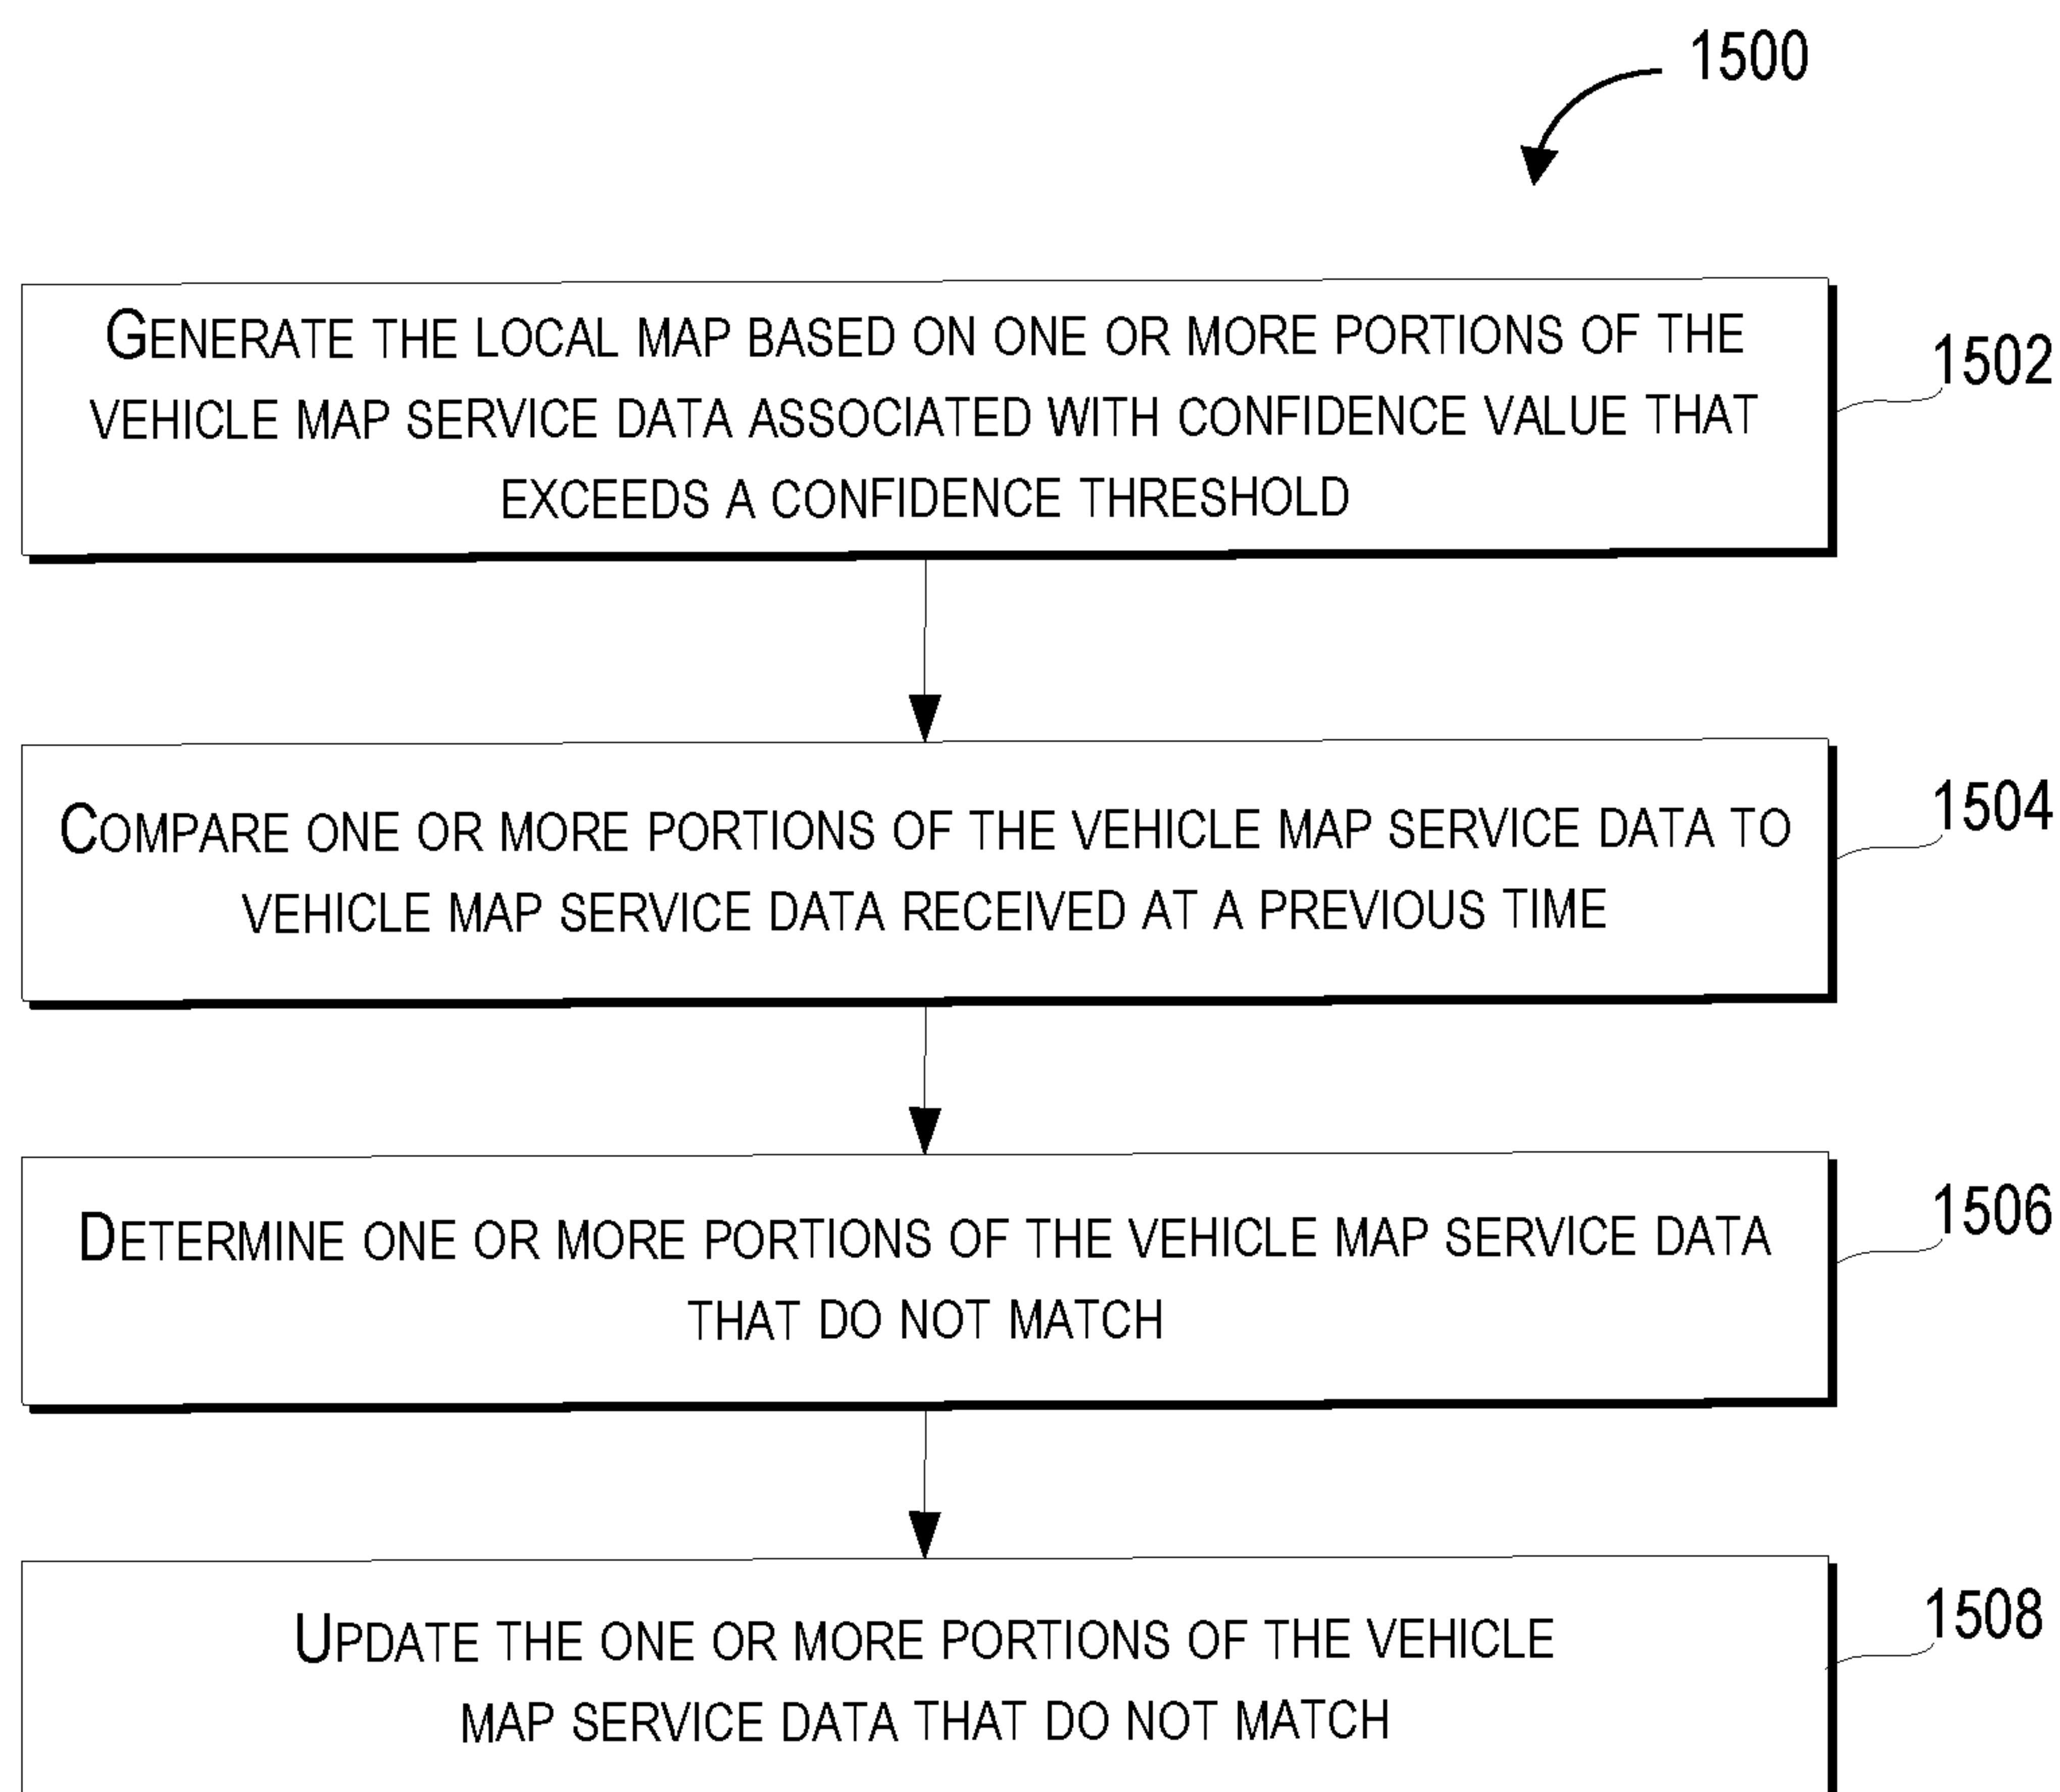 1500
GENERATE THE LOCAL MAP BASED ON ONE OR MORE PORTIONS OF THE
VEHICLE MAP SERVICE DATA ASSOCIATED WITH CONFIDENCE VALUE THAT
EXCEEDS A CONFIDENCE THRESHOLD
1502
COMPARE ONE OR MORE PORTIONS OF THE VEHICLE MAP SERVICE DATA TO
VEHICLE MAP SERVICE DATA RECEIVED AT A PREVIOUS TIME
1504
DETERMINE ONE OR MORE PORTIONS OF THE VEHICLE MAP SERVICE DATA
THAT DO NOT MATCH
1506
UPDATE THE ONE OR MORE PORTIONS OF THE VEHICLE
MAP SERVICE DATA THAT DO NOT MATCH
1508